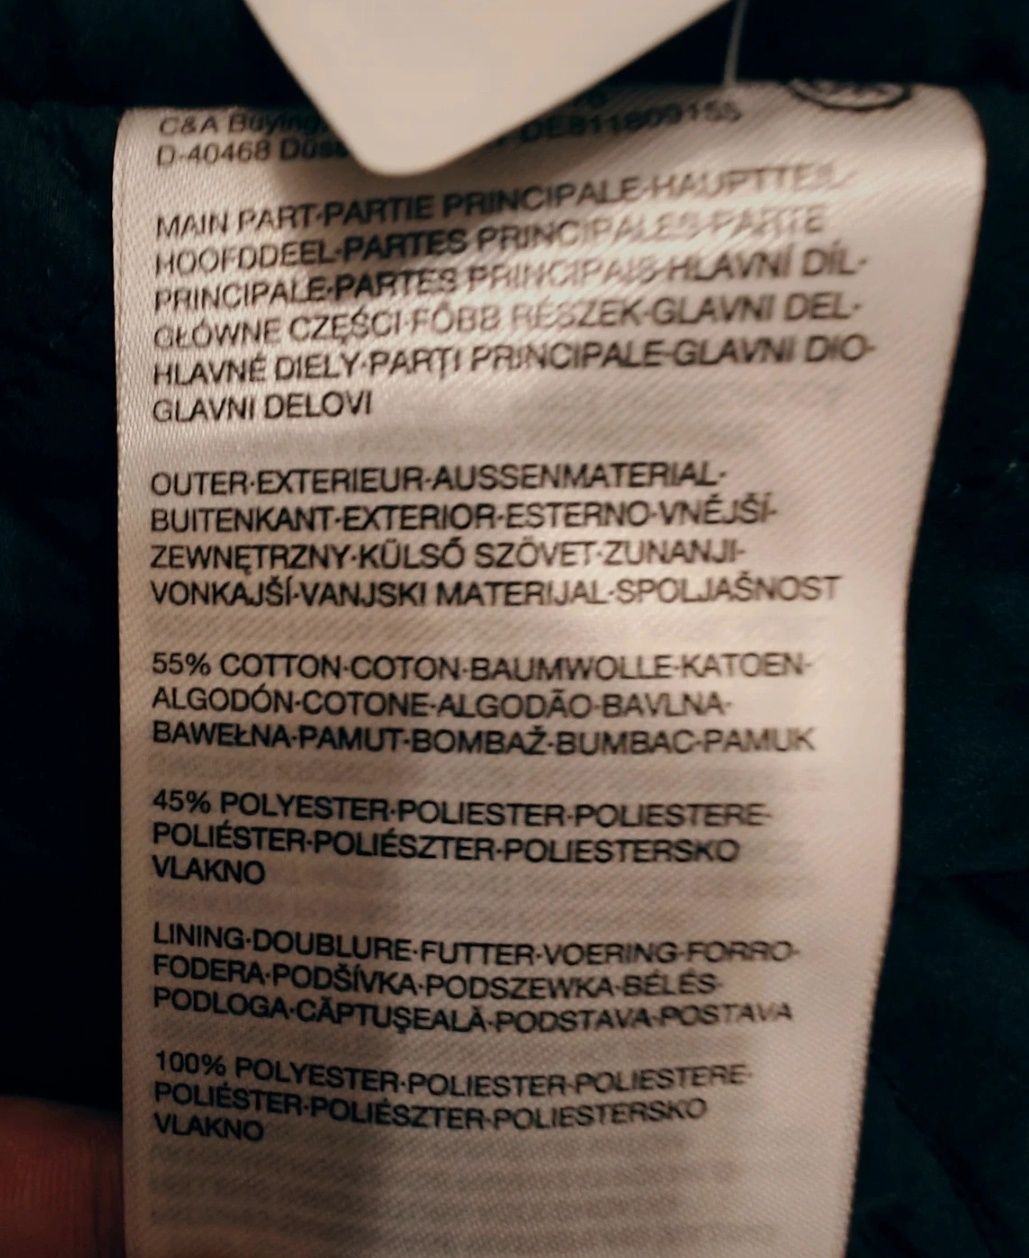 C&A Buying
D-40468 Düss DE811809155
MAIN PART·PARTIE PRINCIPALE·HAUPTTEIL-
HOOFDDEEL·PARTES PRINCIPALES·PARTE
PRINCIPALE·PARTES PRINCIPAIS·HLAVNÍ DÍL·
GŁÓWNE CZĘŚCI·FŐBB RÉSZEK·GLAVNI DEL·
HLAVNÉ DIELY·PARȚI PRINCIPALE·GLAVNI DIO·
GLAVNI DELOVI
OUTER·EXTERIEUR·AUSSENMATERIAL·
BUITENKANT·EXTERIOR·ESTERNO·VNĚJŠÍ·
ZEWNĘTRZNY·KÜLSŐ SZÖVET·ZUNANJI·
VONKAJŠÍ·VANJSKI MATERIJAL·SPOLJAŠNOST
55% COTTON·COTON·BAUMWOLLE·KATOEN·
ALGODÓN·COTONE·ALGODÃO·BAVLNA·
BAWEŁNA·PAMUT·BOMBAŽ·BUMBAC·PAMUK
45% POLYESTER·POLIESTER·POLIESTERE·
POLIÉSTER·POLIÉSZTER·POLIESTERSKO
VLAKNO
LINING·DOUBLURE·FUTTER·VOERING·FORRO·
FODERA·PODŠÍVKA·PODSZEWKA·BÉLÉS·
PODLOGA·CĂPTUŞEALĂ·PODSTAVA·POSTAVA
100% POLYESTER·POLIESTER·POLIESTERE·
POLIÉSTER·POLIÉSZTER·POLIESTERSKO
VLAKNO